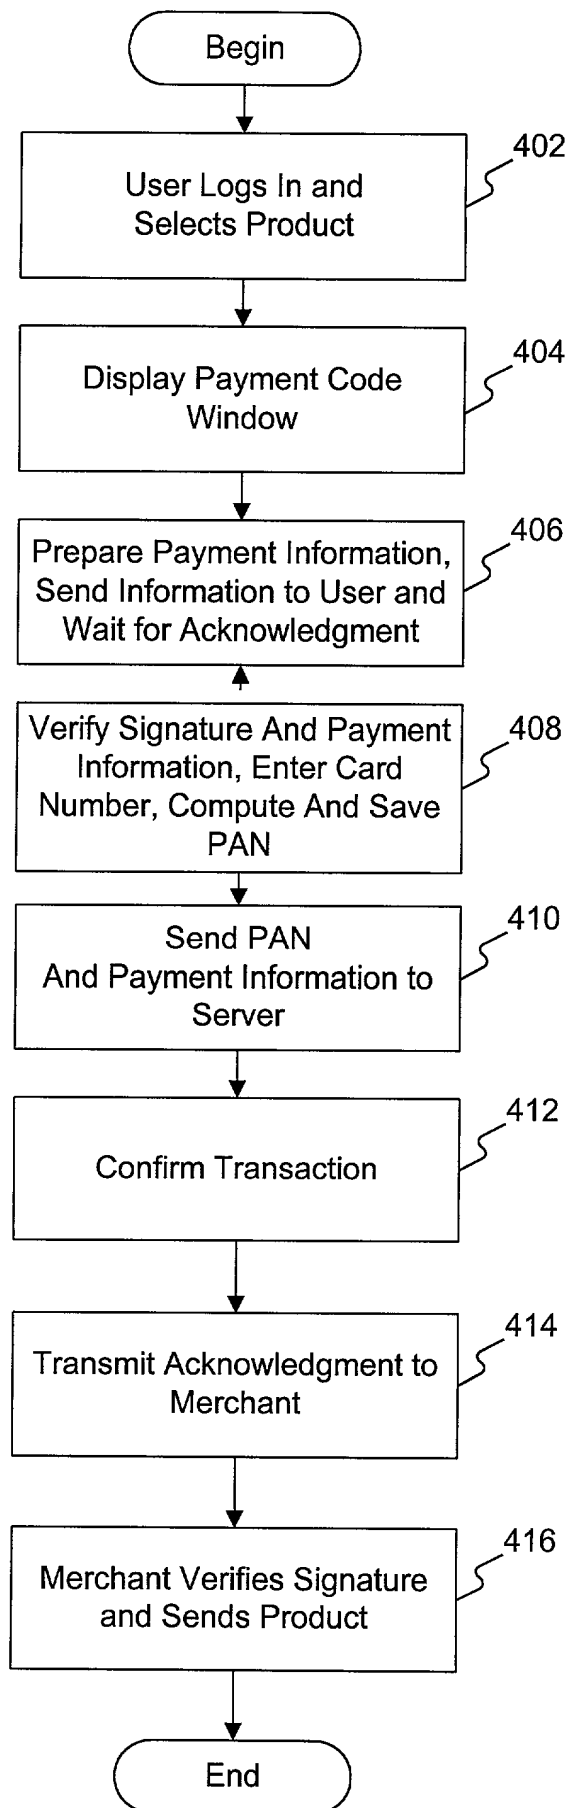 Begin
402
User Logs In and
Selects Product
404
Display Payment Code
Window
406
Prepare Payment Information,
Send Information to User and
Wait for Acknowledgment
408
Verify Signature And Payment
Information, Enter Card
Number, Compute And Save
PAN
410
Send PAN
And Payment Information to
Server
412
Confirm Transaction
414
Transmit Acknowledgment to
Merchant
416
Merchant Verifies Signature
and Sends Product
End